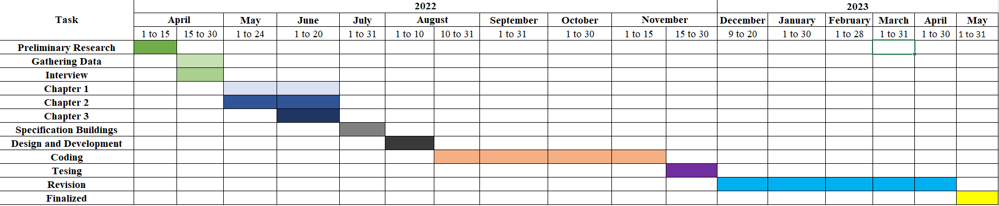 2022 2023
Task April May June July August September October November December January February March April May
1 to 15 15 to 30 1 to 24 1 to 20 1 to 31 1 to 10 10 to 31 1 to 31 1 to 30 1 to 15 15 to 30 9 to 20 1 to 30 1 to 28 1 to 31 1 to 30 1 to 31
Preliminary Research
Gathering Data
Interview
Chapter 1
Chapter 2
Chapter 3
Specification Buildings
Design and Development
Coding
Tesing
Revision
Finalized